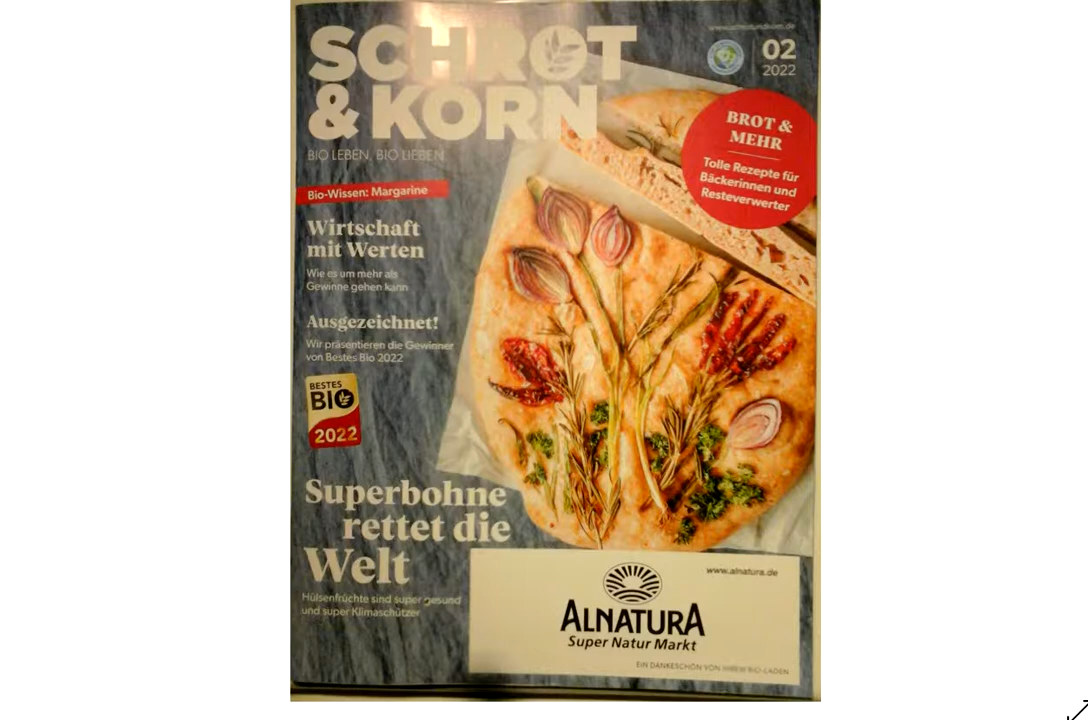 SCHROT
& KORN
BIO LEBEN. BIO LIEBEN.
02
2022
BROT &
MEHR
Tolle Rezepte für
Bäckerinnen und
Resteverwerter
Bio-Wissen: Margarine
Wirtschaft
mit Werten
Wie es um mehr als
Gewinne gehen kann
Ausgezeichnet!
Wir präsentieren die Gewinner
von Bestes Bio 2022
BESTES
BIO
2022
Superbohne
rettet die
Welt
Hülsenfrüchte sind super gesund
und super Klimaschützer
www.alnatura.de
ALNATURA
Super Natur Markt
EIN DANKESCHÖN VON IHREM BIO-LADEN